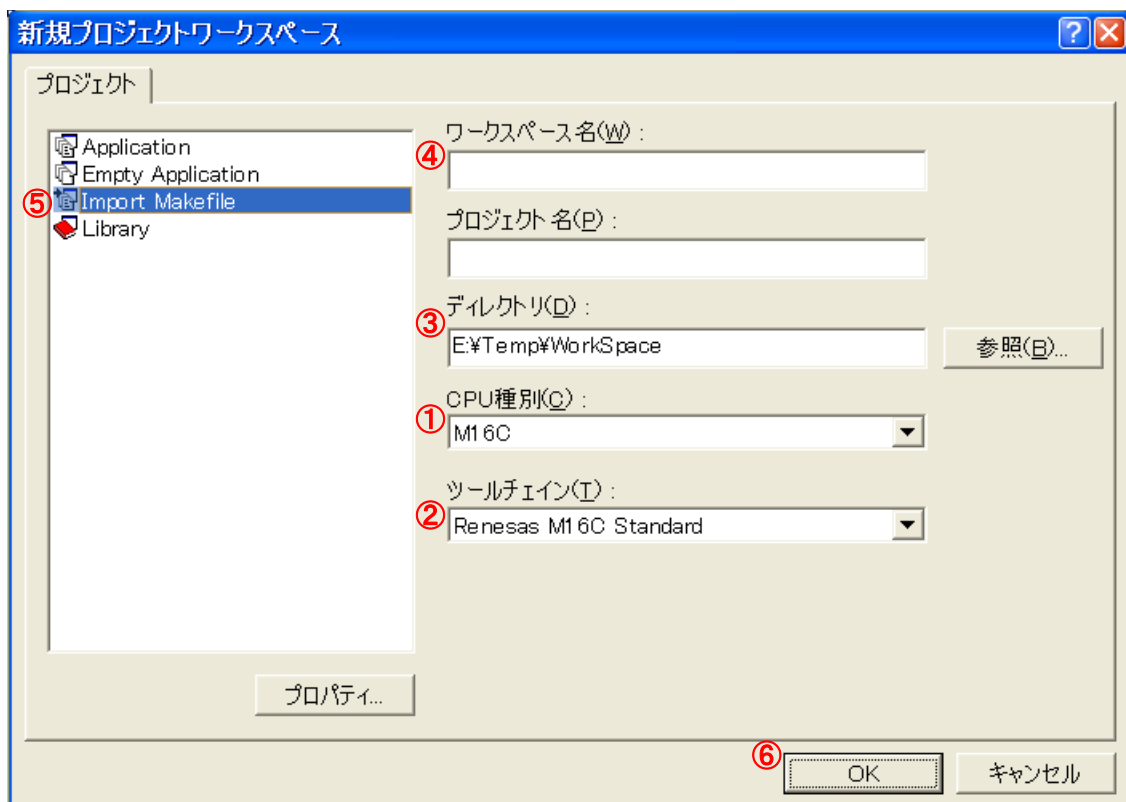 新規プロジェクトワークスペース
プロジェクト
Application
Empty Application
⑤ Import Makefile
Library
プロパティ...
ワークスペース名(W) :
④
プロジェクト名(P) :
ディレクトリ(D) :
③ E:¥Temp¥WorkSpace
参照(B)...
CPU種別(C) :
① M16C
ツールチェイン(T) :
② Renesas M16C Standard
⑥ OK
キャンセル